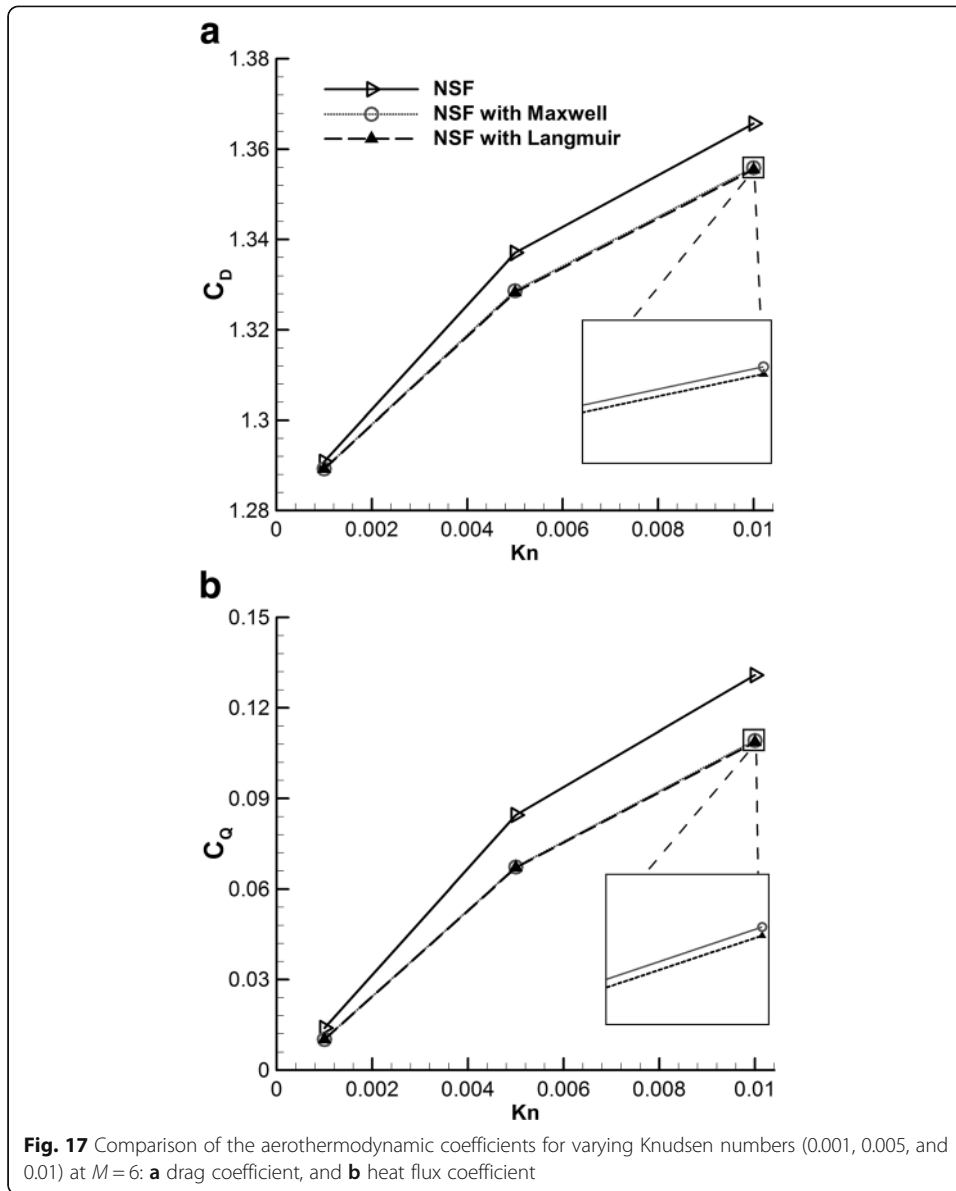 a
1.38
1.36
1.34
1.32
1.3
1.28
C_D
NSF
NSF with Maxwell
NSF with Langmuir
0 0.002 0.004 0.006 0.008 0.01
Kn
b
0.15
0.12
0.09
0.06
0.03
0
C_Q
0 0.002 0.004 0.006 0.008 0.01
Kn
Fig. 17 Comparison of the aerothermodynamic coefficients for varying Knudsen numbers (0.001, 0.005, and
0.01) at M = 6: a drag coefficient, and b heat flux coefficient